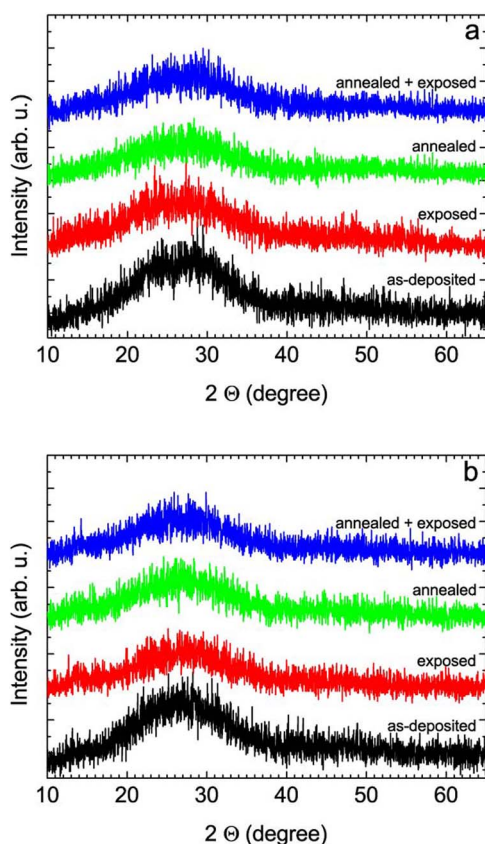 a
annealed + exposed
annealed
exposed
as-deposited
Intensity (arb. u.)
10 20 30 40 50 60
2 Θ (degree)
b
annealed + exposed
annealed
exposed
as-deposited
Intensity (arb. u.)
10 20 30 40 50 60
2 Θ (degree)